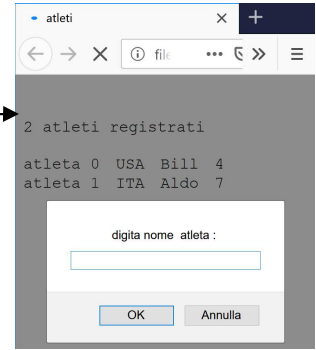 atleti
file
2 atleti registrati
atleta 0 USA Bill 4
atleta 1 ITA Aldo 7
digita nome atleta :
OK
Annulla